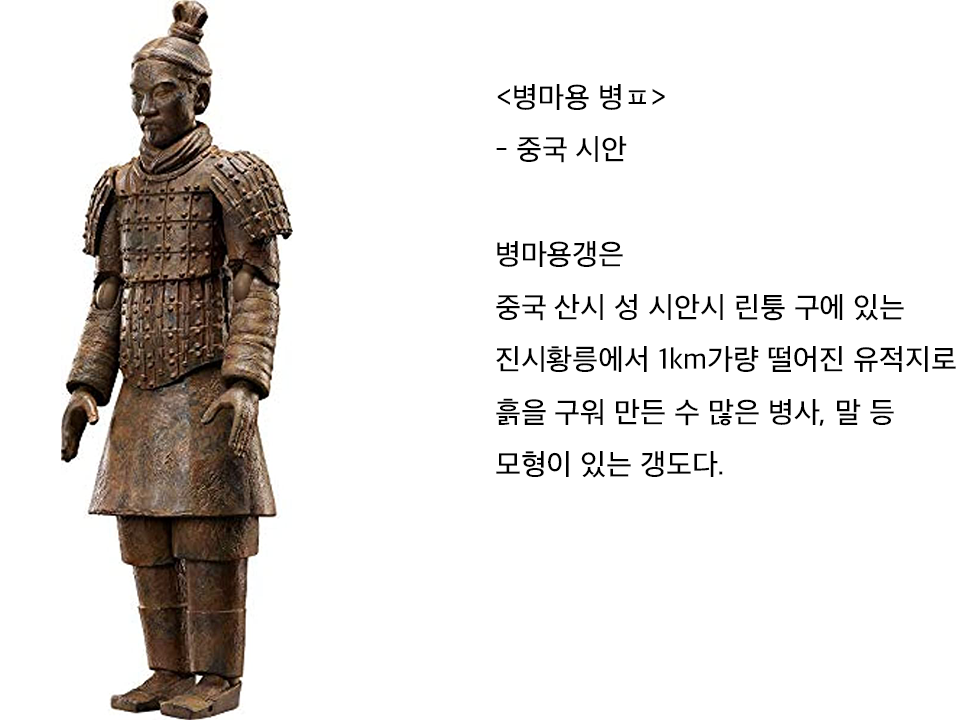 <병마용 병ㅍ>
- 중국 시안
병마용갱은
중국 산시 성 시안시 린퉁 구에 있는
진시황릉에서 1km가량 떨어진 유적지로
흙을 구워 만든 수 많은 병사, 말 등
모형이 있는 갱도다.